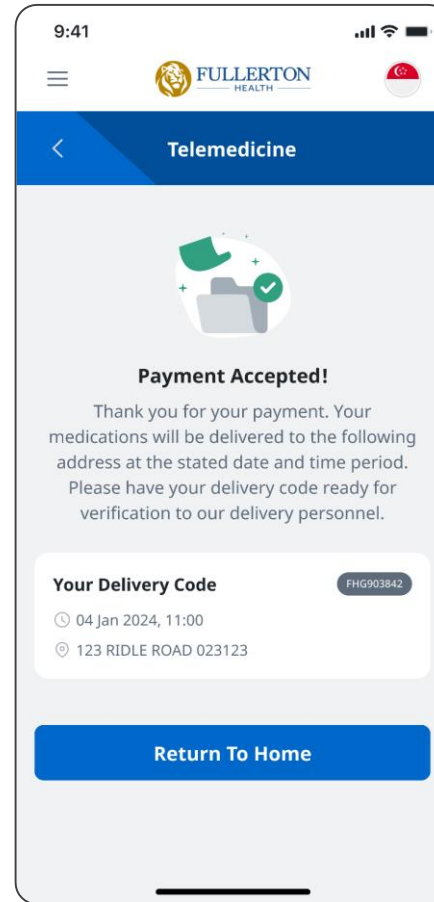 9:41
FULLERTON
HEALTH
Telemedicine
Payment Accepted!
Thank you for your payment. Your
medications will be delivered to the following
address at the stated date and time period.
Please have your delivery code ready for
verification to our delivery personnel.
Your Delivery Code
FHG903842
04 Jan 2024, 11:00
123 RIDLE ROAD 023123
Return To Home